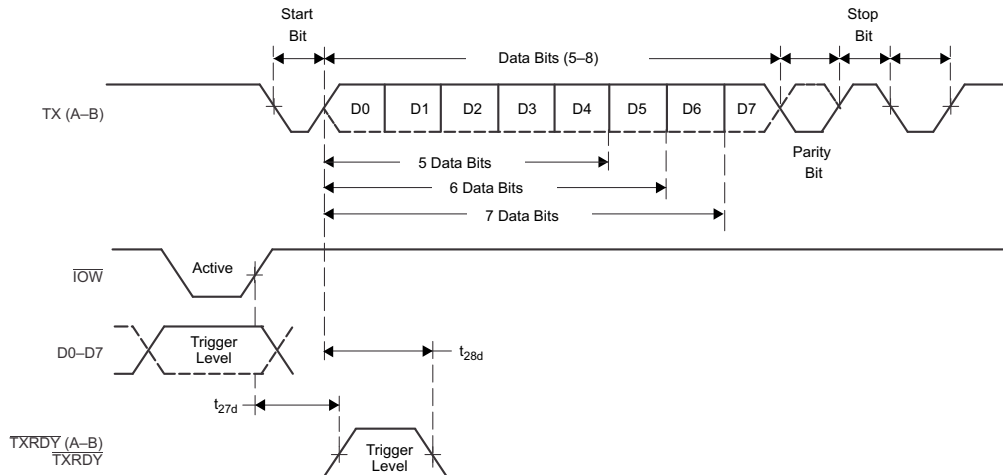 Start
Bit
Stop
Bit
Data Bits (5–8)
TX (A–B)
D0 D1 D2 D3 D4 D5 D6 D7
Parity
Bit
5 Data Bits
6 Data Bits
7 Data Bits
IOW
Active
D0–D7
Trigger
Level
t28d
t27d
TXRDY (A–B)
TXRDY
Trigger
Level